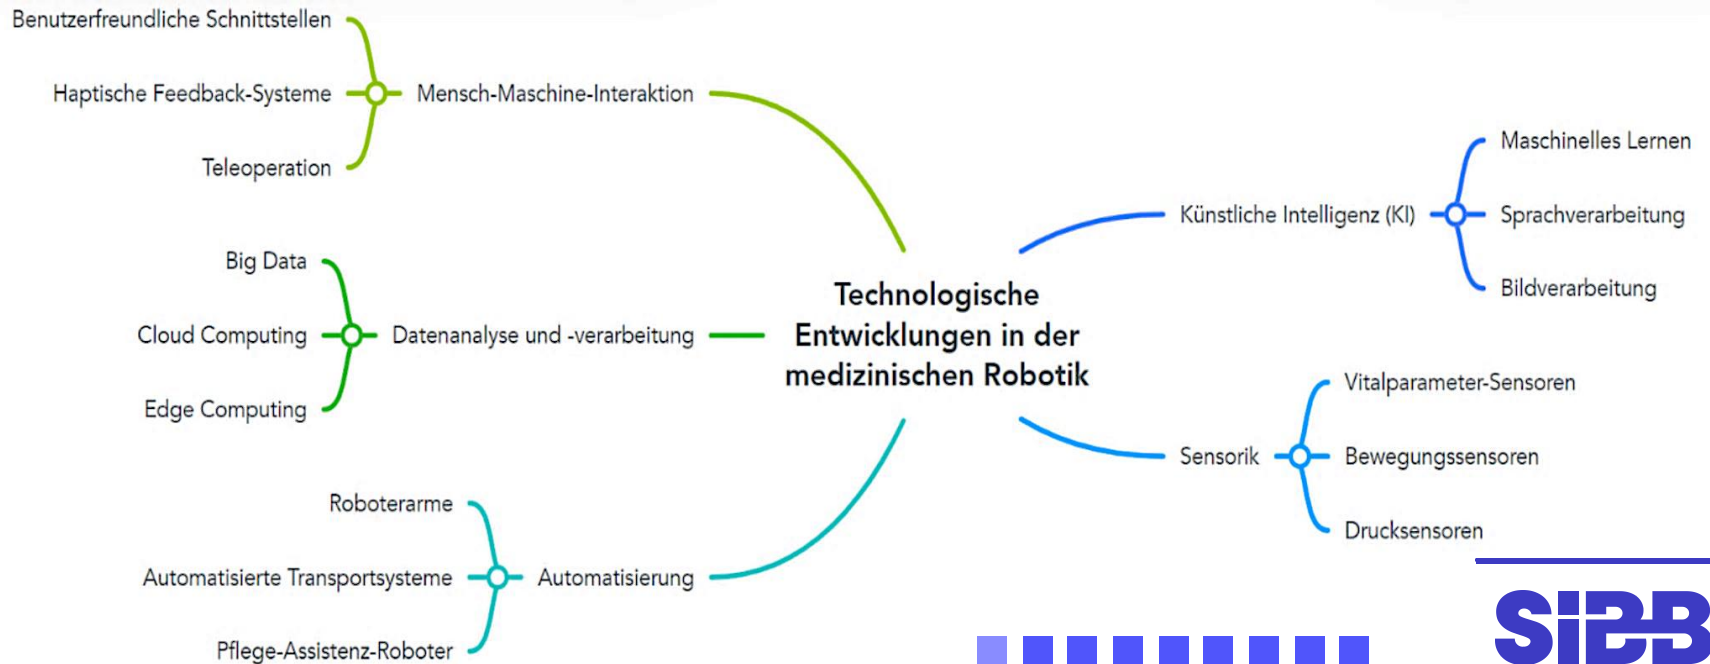 Benutzerfreundliche Schnittstellen
Haptische Feedback-Systeme
Teleoperation
Mensch-Maschine-Interaktion
Big Data
Cloud Computing
Edge Computing
Datenanalyse und -verarbeitung
Roboterarme
Automatisierte Transportsysteme
Pflege-Assistenz-Roboter
Automatisierung
Technologische
Entwicklungen in der
medizinischen Robotik
Künstliche Intelligenz (KI)
Maschinelles Lernen
Sprachverarbeitung
Bildverarbeitung
Sensorik
Vitalparameter-Sensoren
Bewegungssensoren
Drucksensoren
SiBB